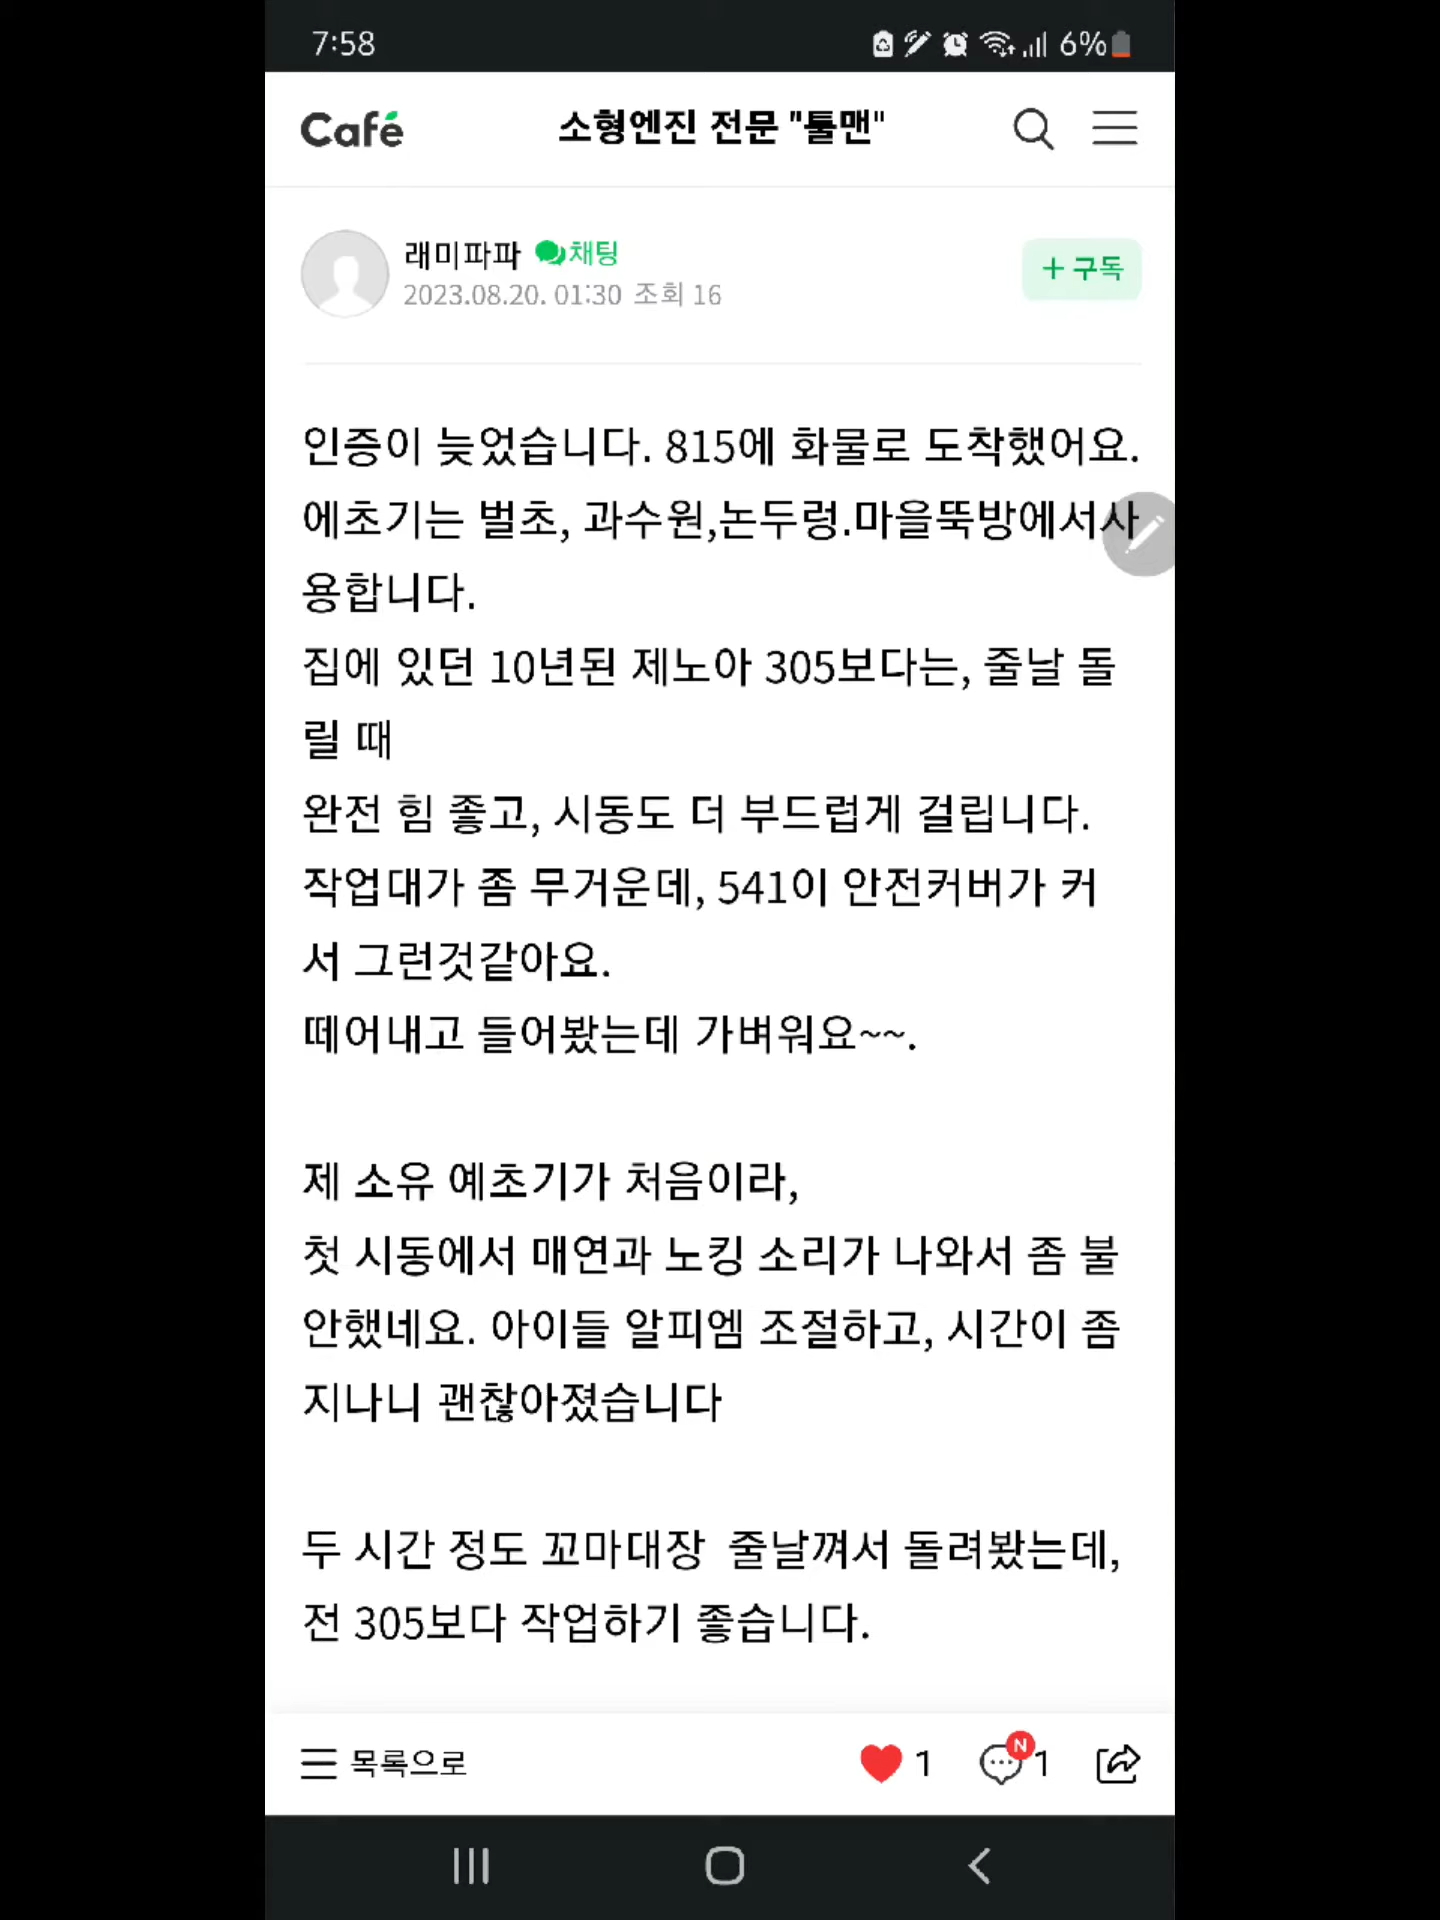 7:58
6%
Café
소형엔진 전문 "툴맨"
래미파파 채팅
2023.08.20. 01:30 조회 16
+ 구독
인증이 늦었습니다. 815에 화물로 도착했어요.
에초기는 벌초, 과수원,논두렁.마을뚝방에서사
용합니다.
집에 있던 10년된 제노아 305보다는, 줄날 돌
릴 때
완전 힘 좋고, 시동도 더 부드럽게 걸립니다.
작업대가 좀 무거운데, 541이 안전커버가 커
서 그런것같아요.
떼어내고 들어봤는데 가벼워요~~.
제 소유 예초기가 처음이라,
첫 시동에서 매연과 노킹 소리가 나와서 좀 불
안했네요. 아이들 알피엠 조절하고, 시간이 좀
지나니 괜찮아졌습니다
두 시간 정도 꼬마대장 줄날껴서 돌려봤는데,
전 305보다 작업하기 좋습니다.
목록으로
1
N
1